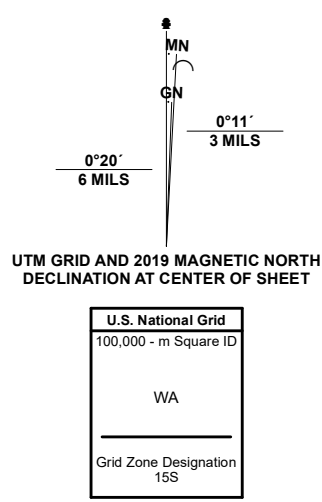 MN
GN
0°11´
3 MILS
0°20´
6 MILS
UTM GRID AND 2019 MAGNETIC NORTH
DECLINATION AT CENTER OF SHEET
U.S. National Grid
100,000 - m Square ID
WA
Grid Zone Designation
15S